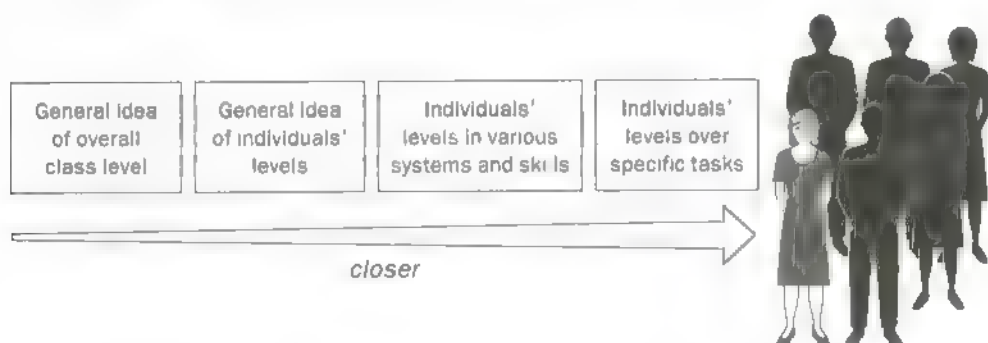 General idea
of overall
class level
General idea
of individuals'
levels
Individuals'
levels in various
systems and skills
Individuals'
levels over
specific tasks
closer